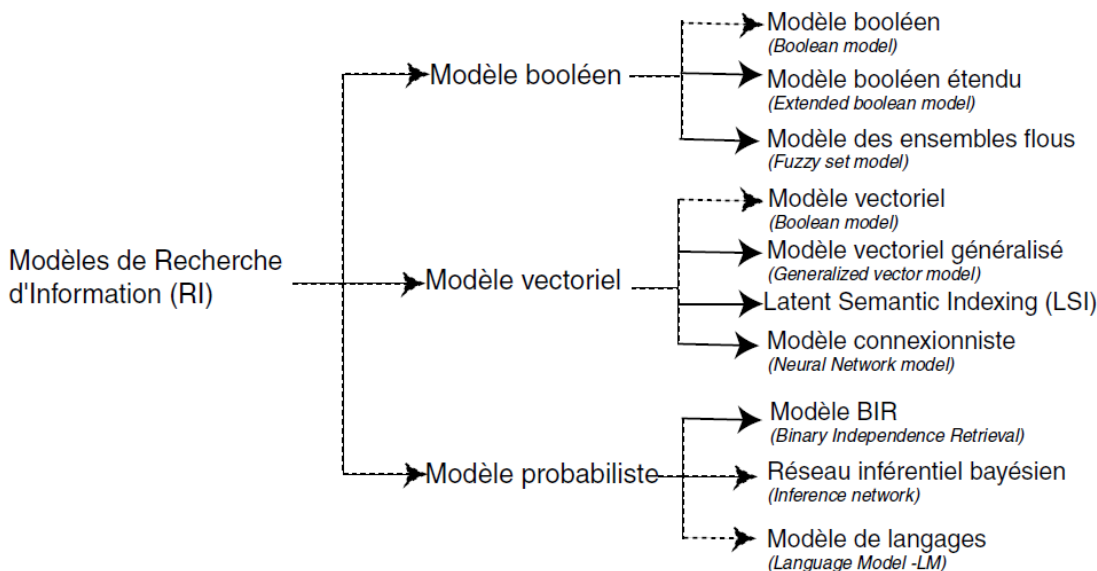 Modèle booléen
(Boolean model)
Modèle booléen
Modèle booléen étendu
(Extended boolean model)
Modèle des ensembles flous
(Fuzzy set model)
Modèle vectoriel
(Boolean model)
Modèles de Recherche
d'Information (RI)
Modèle vectoriel
Modèle vectoriel généralisé
(Generalized vector model)
Latent Semantic Indexing (LSI)
Modèle connexionniste
(Neural Network model)
Modèle BIR
(Binary Independence Retrieval)
Modèle probabiliste
Réseau inférentiel bayésien
(Inference network)
Modèle de langages
(Language Model -LM)